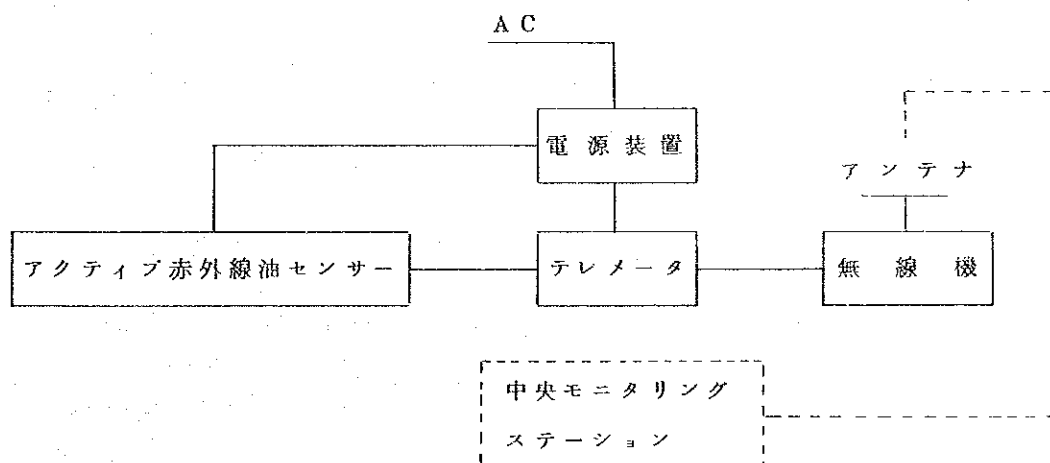 AC
電源装置
アンテナ
アクティブ赤外線油センサー
テレメータ
無線機
中央モニタリング
ステーション